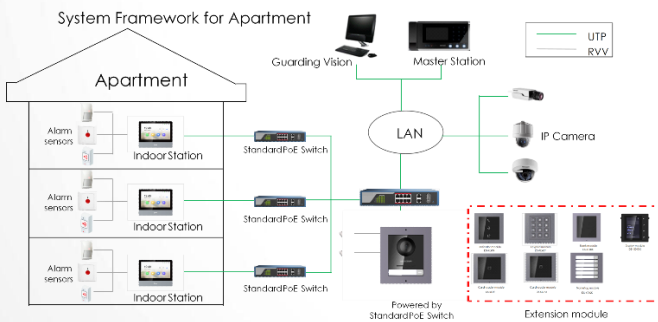 System Framework for Apartment
UTP
RVV
Guarding Vision
Master Station
Apartment
LAN
IP Camera
Alarm
sensors
Indoor Station
StandardPoE Switch
Alarm
sensors
Indoor Station
StandardPoE Switch
Alarm
sensors
Indoor Station
StandardPoE Switch
Powered by
StandardPoE Switch
Extension module